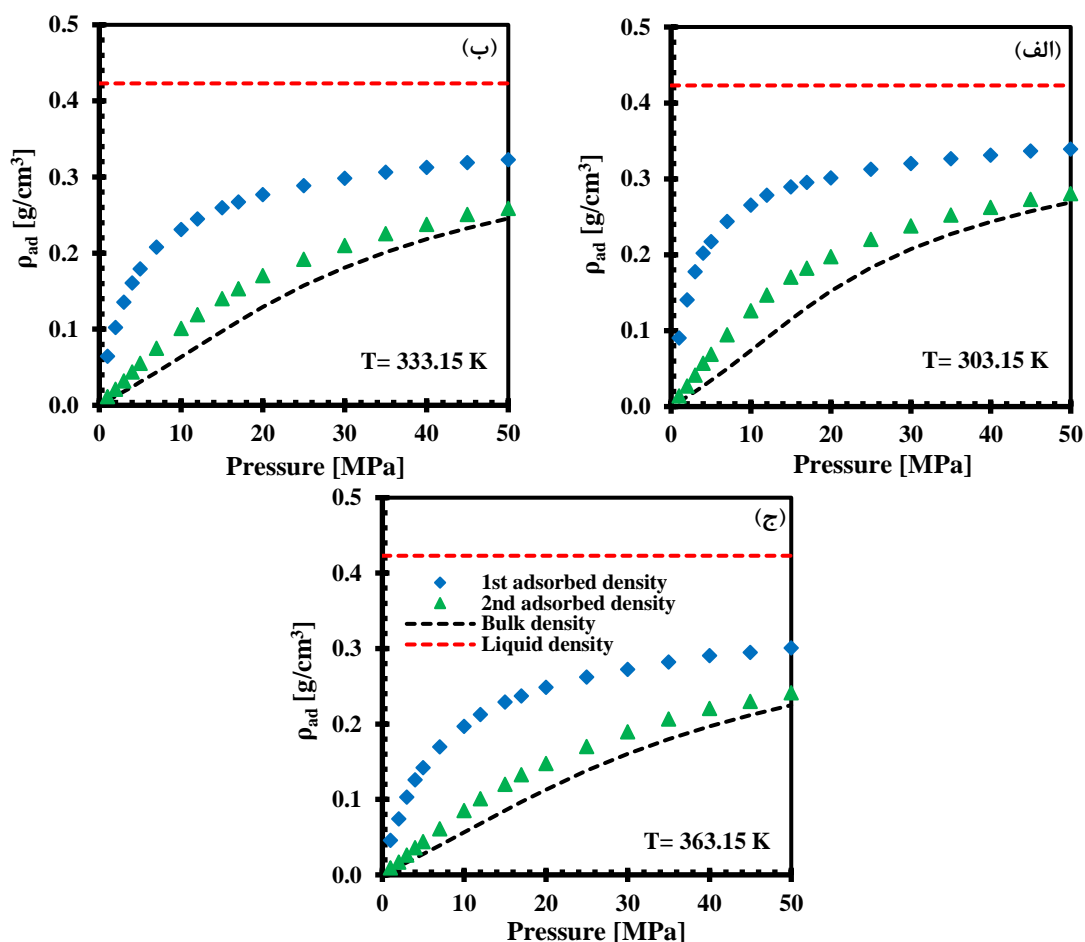 (ب)
0.5
0.4
0.3
0.2
0.1
0.0
ρad [g/cm³]
T= 333.15 K
0 10 20 30 40 50
Pressure [MPa]
(الف)
0.5
0.4
0.3
0.2
0.1
0.0
ρad [g/cm³]
T= 303.15 K
0 10 20 30 40 50
Pressure [MPa]
(ج)
0.5
0.4
0.3
0.2
0.1
0.0
ρad [g/cm³]
1st adsorbed density
2nd adsorbed density
Bulk density
Liquid density
T= 363.15 K
0 10 20 30 40 50
Pressure [MPa]